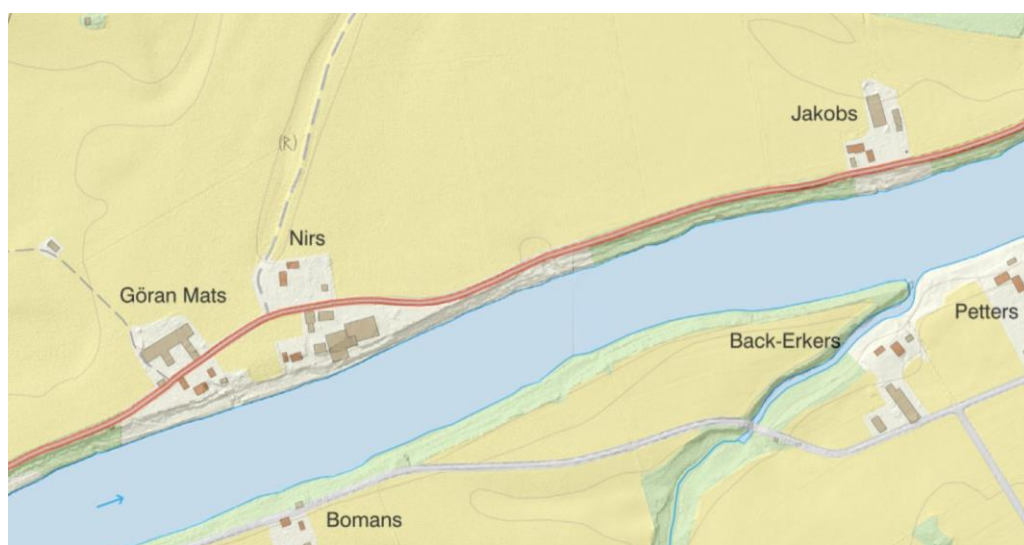 Jakobs
(R)
Nirs
Göran Mats
Petters
Back-Erkers
Bomans